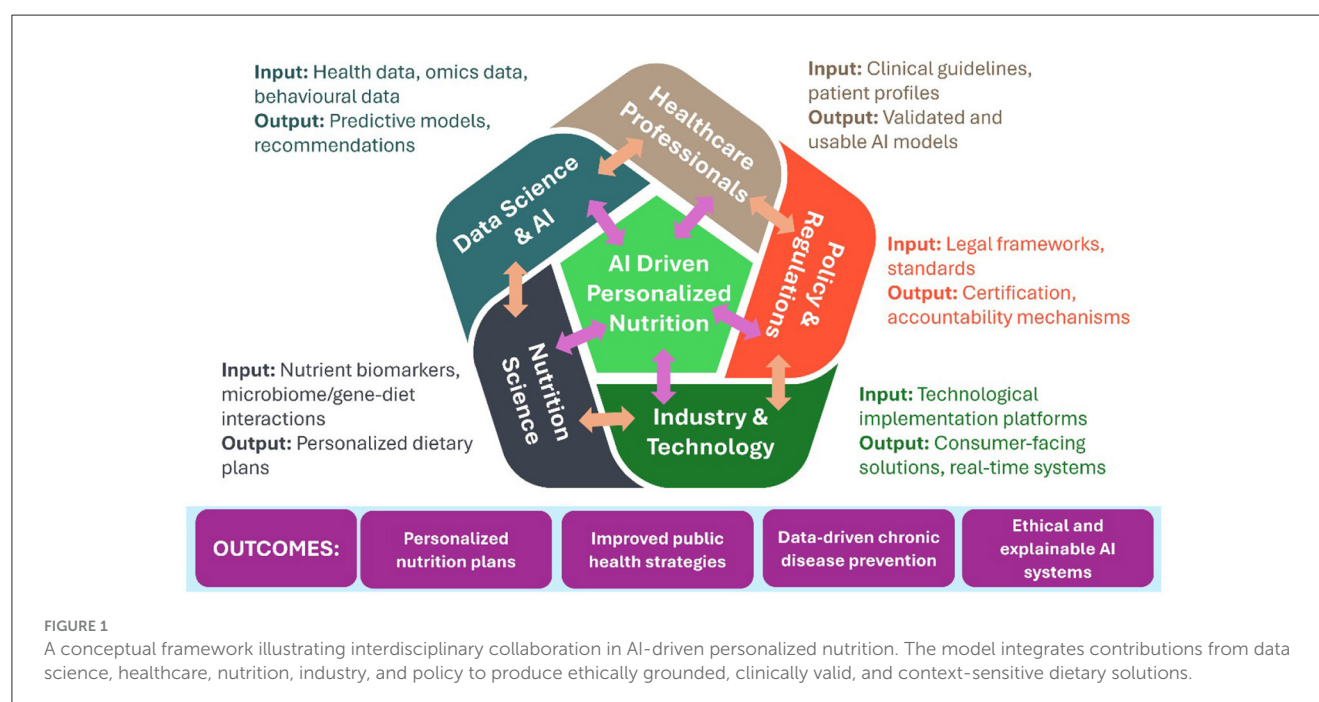 Input: Health data, omics data,
behavioural data
Output: Predictive models,
recommendations
Input: Clinical guidelines,
patient profiles
Output: Validated and
usable AI models
Healthcare
Professionals
Data Science
& AI
Policy &
Regulations
AI Driven
Personalized
Nutrition
Input: Legal frameworks,
standards
Output: Certification,
accountability mechanisms
Nutrition
Science
Industry &
Technology
Input: Nutrient biomarkers,
microbiome/gene-diet
interactions
Output: Personalized dietary
plans
Input: Technological
implementation platforms
Output: Consumer-facing
solutions, real-time systems
OUTCOMES:
Personalized
nutrition plans
Improved public
health strategies
Data-driven chronic
disease prevention
Ethical and
explainable AI
systems
FIGURE 1
A conceptual framework illustrating interdisciplinary collaboration in AI-driven personalized nutrition. The model integrates contributions from data
science, healthcare, nutrition, industry, and policy to produce ethically grounded, clinically valid, and context-sensitive dietary solutions.